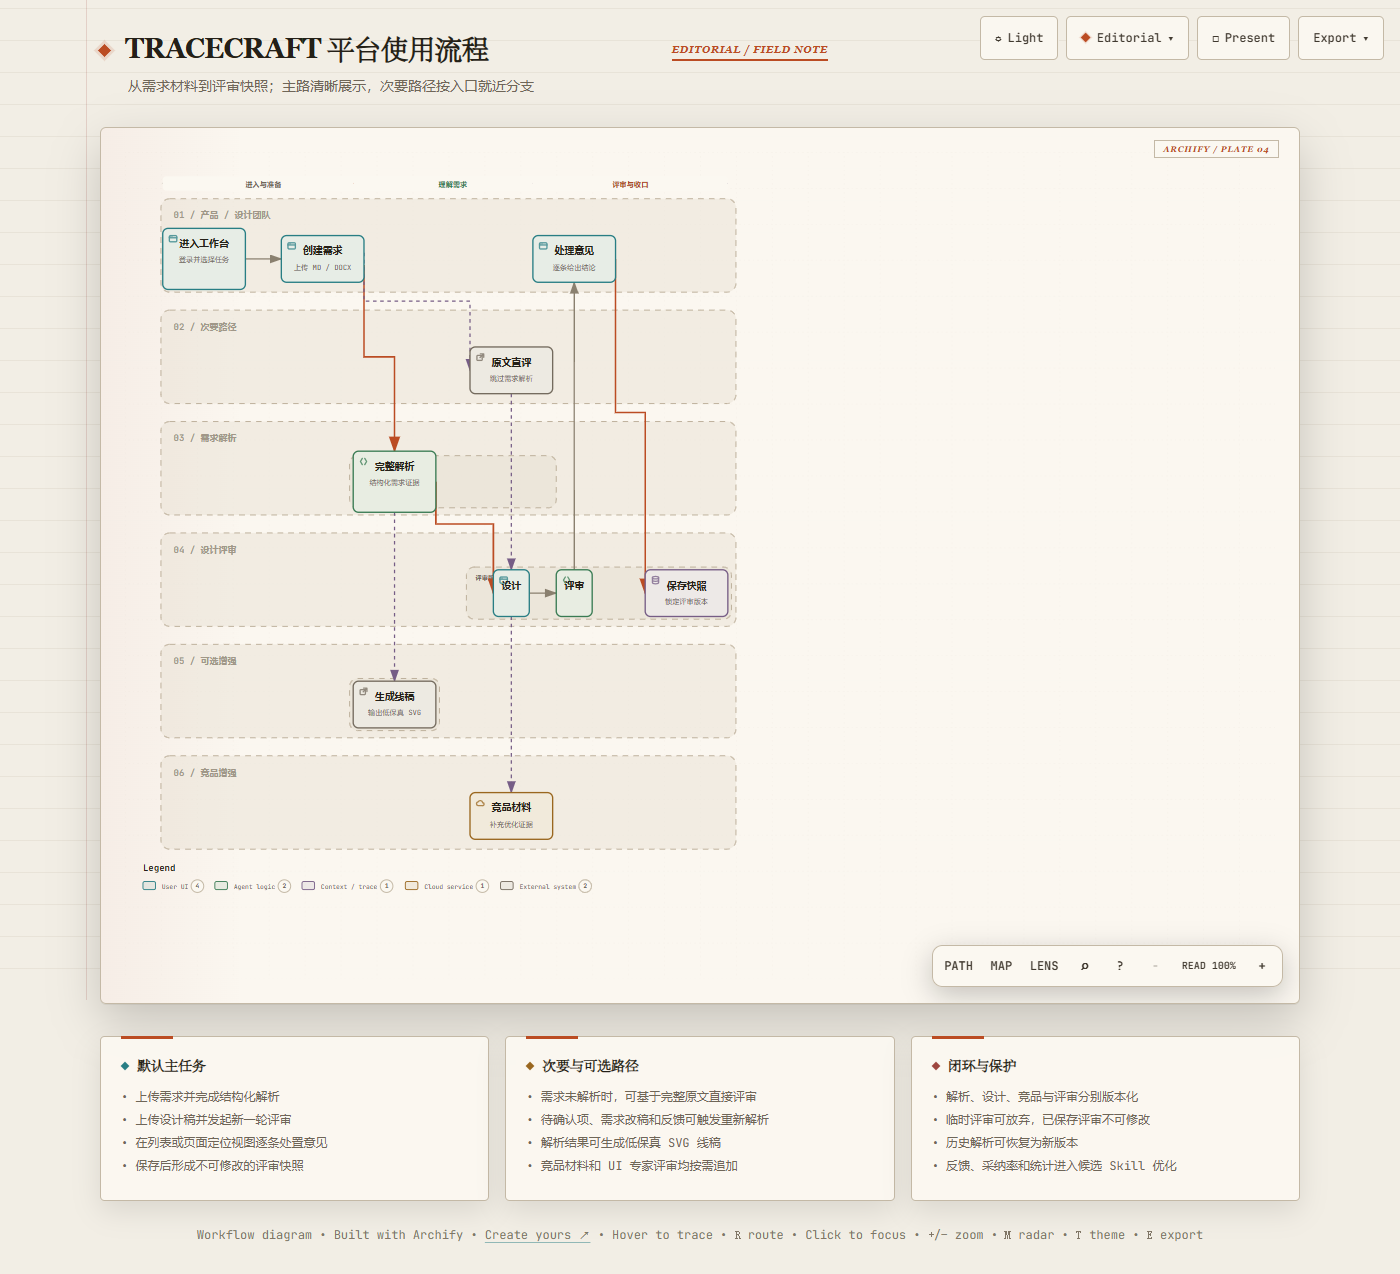 TRACECRAFT 平台使用流程
EDITORIAL / FIELD NOTE
Light
Editorial ▾
Present
Export ▾
从需求材料到评审快照；主路清晰展示，次要路径按入口就近分支
ARCHIFY / PLATE 04
进入与准备
理解需求
评审与收口
01 / 产品 / 设计团队
进入工作台
登录并选择任务
创建需求
上传 MD / DOCX
处理意见
逐条给出结论
02 / 次要路径
原文直评
跳过需求解析
03 / 需求解析
完整解析
结构化需求证据
04 / 设计评审
设计
评审
保存快照
锁定评审版本
05 / 可选增强
生成线稿
输出低保真 SVG
06 / 竞品增强
竞品材料
补充优化证据
Legend
User UI 4
Agent logic 2
Context / trace 1
Cloud service 1
External system 2
PATH MAP LENS ? − READ 100% +
默认主任务
• 上传需求并完成结构化解析
• 上传设计稿并发起新一轮评审
• 在列表或页面定位视图逐条处置意见
• 保存后形成不可修改的评审快照
次要与可选路径
• 需求未解析时，可基于完整原文直接评审
• 待确认项、需求改稿和反馈可触发重新解析
• 解析结果可生成低保真 SVG 线稿
• 竞品材料和 UI 专家评审均按需追加
闭环与保护
• 解析、设计、竞品与评审分别版本化
• 临时评审可放弃，已保存评审不可修改
• 历史解析可恢复为新版本
• 反馈、采纳率和统计进入候选 Skill 优化
Workflow diagram • Built with Archify • Create yours ↗ • Hover to trace • R route • Click to focus • +/− zoom • M radar • T theme • E export